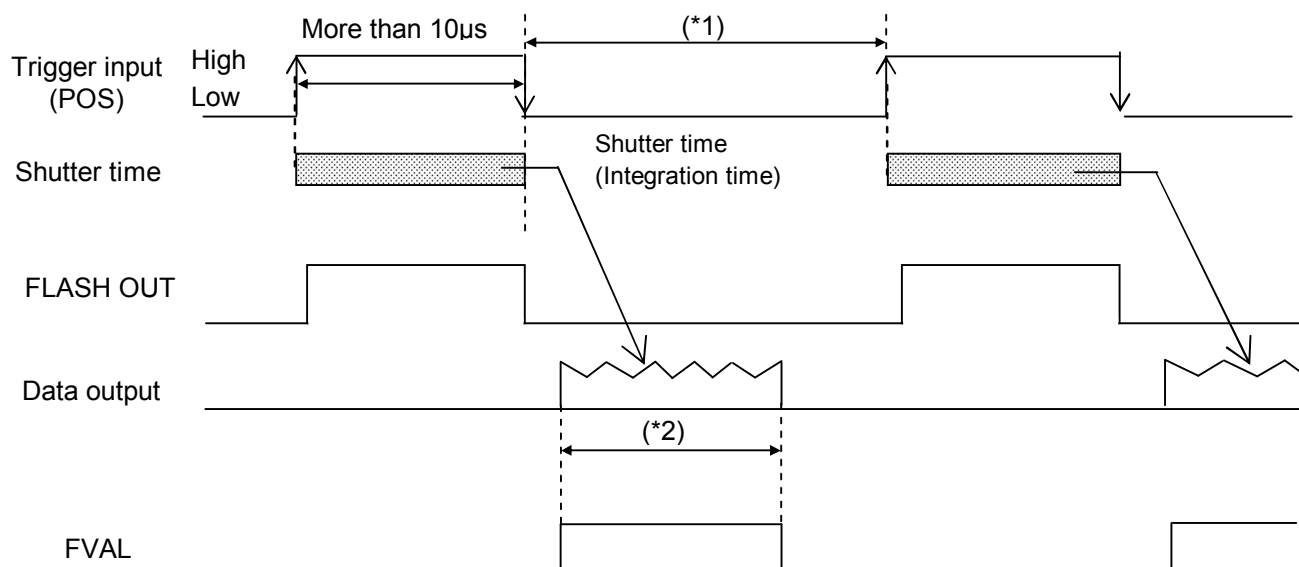 More than 10µs
(*1)
Trigger input
(POS)
High
Low
Shutter time
Shutter time
(Integration time)
FLASH OUT
Data output
(*2)
FVAL